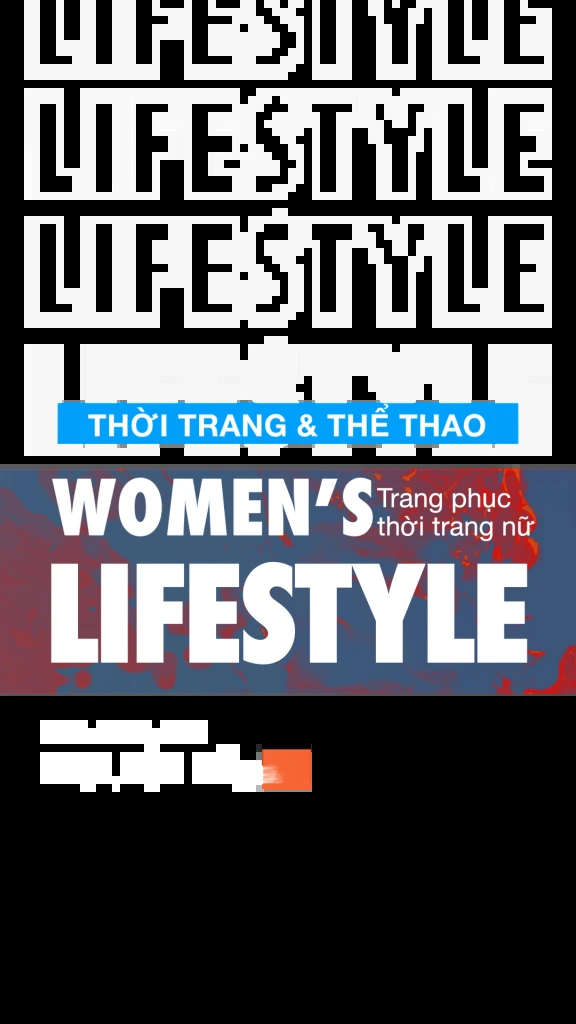 LIFESTYLE
LIFESTYLE
LIFESTYLE
THỜI TRANG & THỂ THAO
WOMEN’S
Trang phục
thời trang nữ
LIFESTYLE